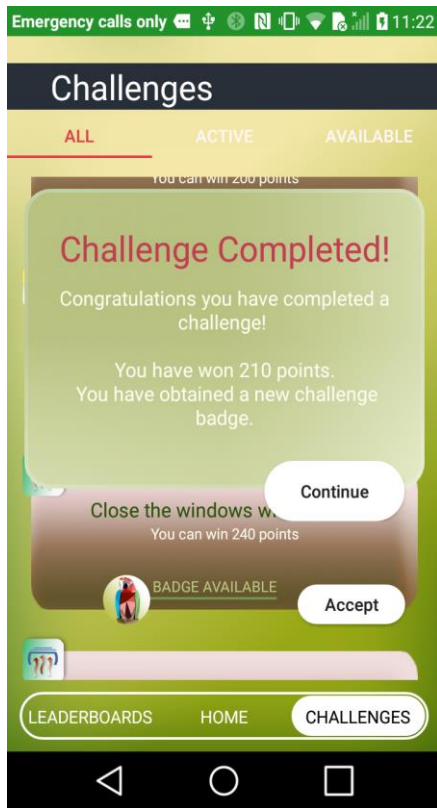 Emergency calls only 11:22
Challenges
ALL ACTIVE AVAILABLE
You can win 200 points
Challenge Completed!
Congratulations you have completed a
challenge!
You have won 210 points.
You have obtained a new challenge
badge.
Continue
Close the windows w
You can win 240 points
BADGE AVAILABLE
Accept
LEADERBOARDS HOME CHALLENGES